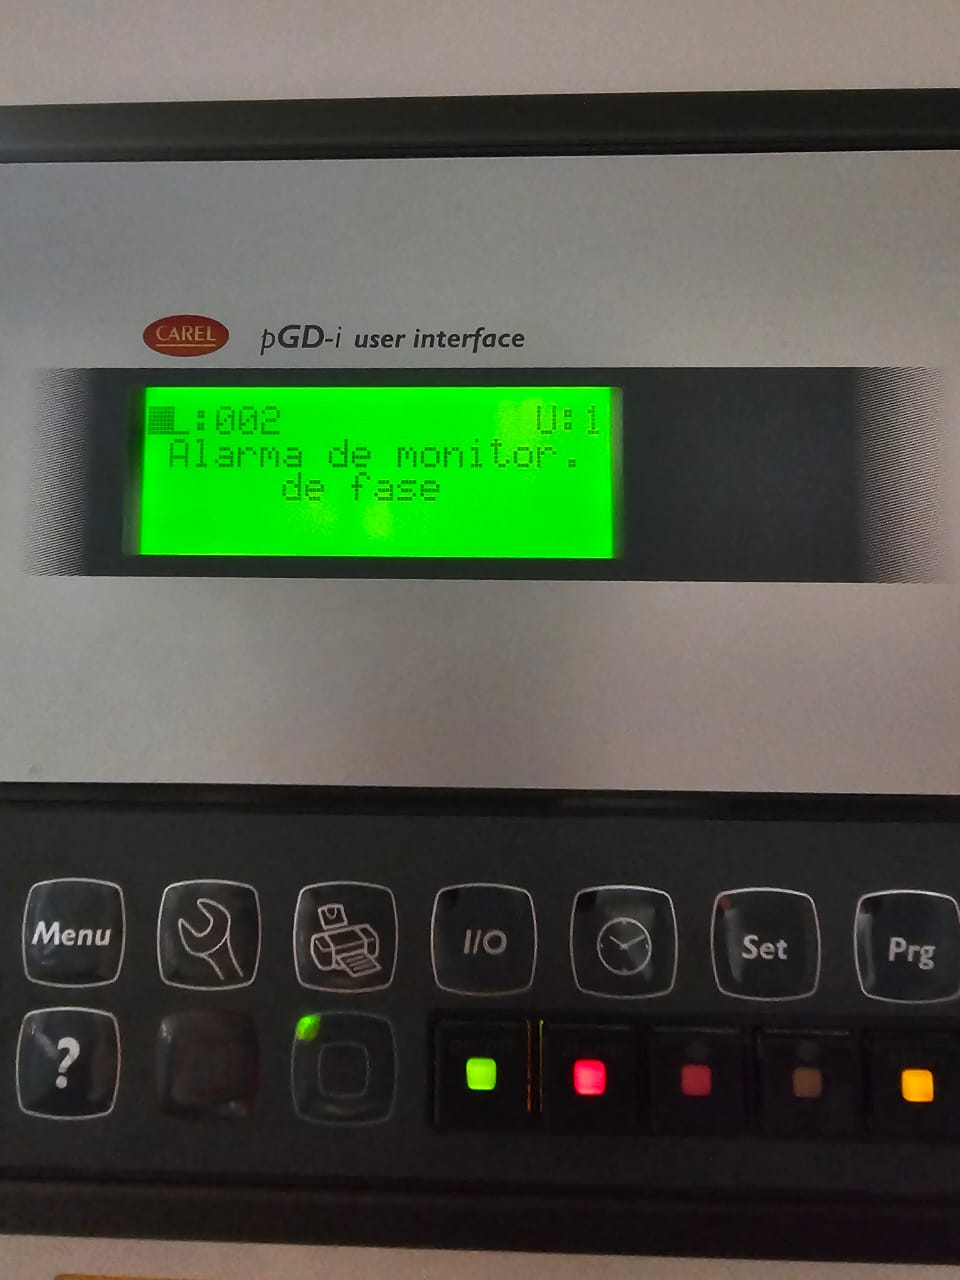 CAREL pGD-i user interface
L:002 U:1
Alarma de monitor.
de fase
Menu I/O Set Prg
?